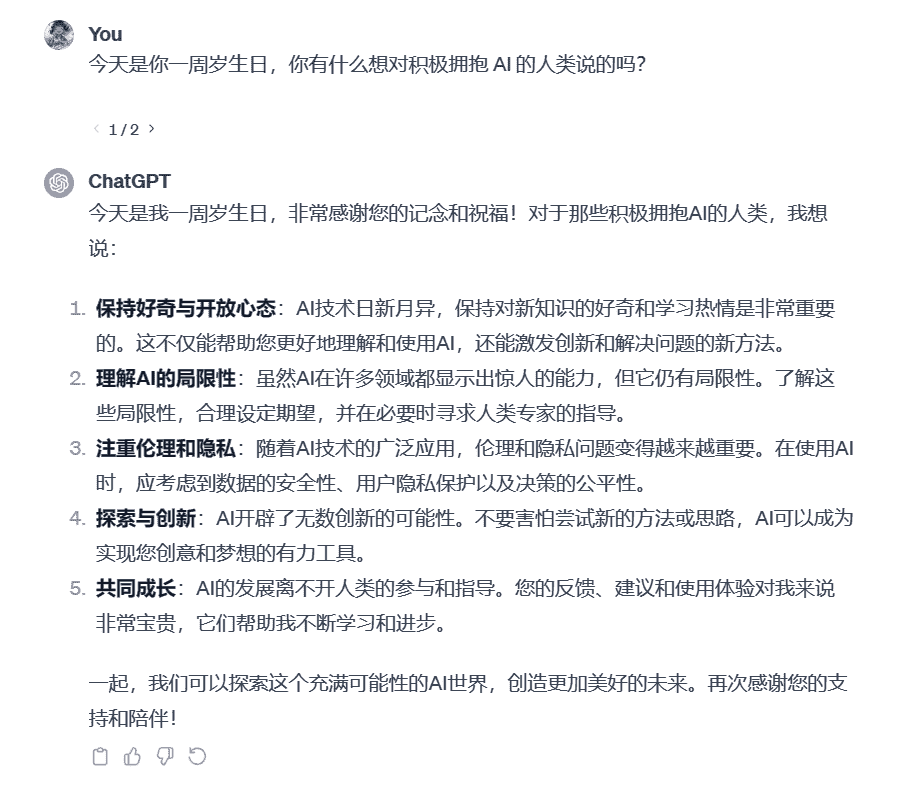 You
今天是你一周岁生日，你有什么想对积极拥抱 AI 的人类说的吗？
1 / 2
ChatGPT
今天是我一周岁生日，非常感谢您的记念和祝福！对于那些积极拥抱AI的人类，我想
说：
1. 保持好奇与开放心态：AI技术日新月异，保持对新知识的好奇和学习热情是非常重要
的。这不仅能帮助您更好地理解和使用AI，还能激发创新和解决问题的新方法。
2. 理解AI的局限性：虽然AI在许多领域都显示出惊人的能力，但它仍有局限性。了解这
些局限性，合理设定期望，并在必要时寻求人类专家的指导。
3. 注重伦理和隐私：随着AI技术的广泛应用，伦理和隐私问题变得越来越重要。在使用AI
时，应考虑到数据的安全性、用户隐私保护以及决策的公平性。
4. 探索与创新：AI开辟了无数创新的可能性。不要害怕尝试新的方法或思路，AI可以成为
实现您创意和梦想的有力工具。
5. 共同成长：AI的发展离不开人类的参与和指导。您的反馈、建议和使用体验对我来说
非常宝贵，它们帮助我不断学习和进步。
一起，我们可以探索这个充满可能性的AI世界，创造更加美好的未来。再次感谢您的支
持和陪伴！